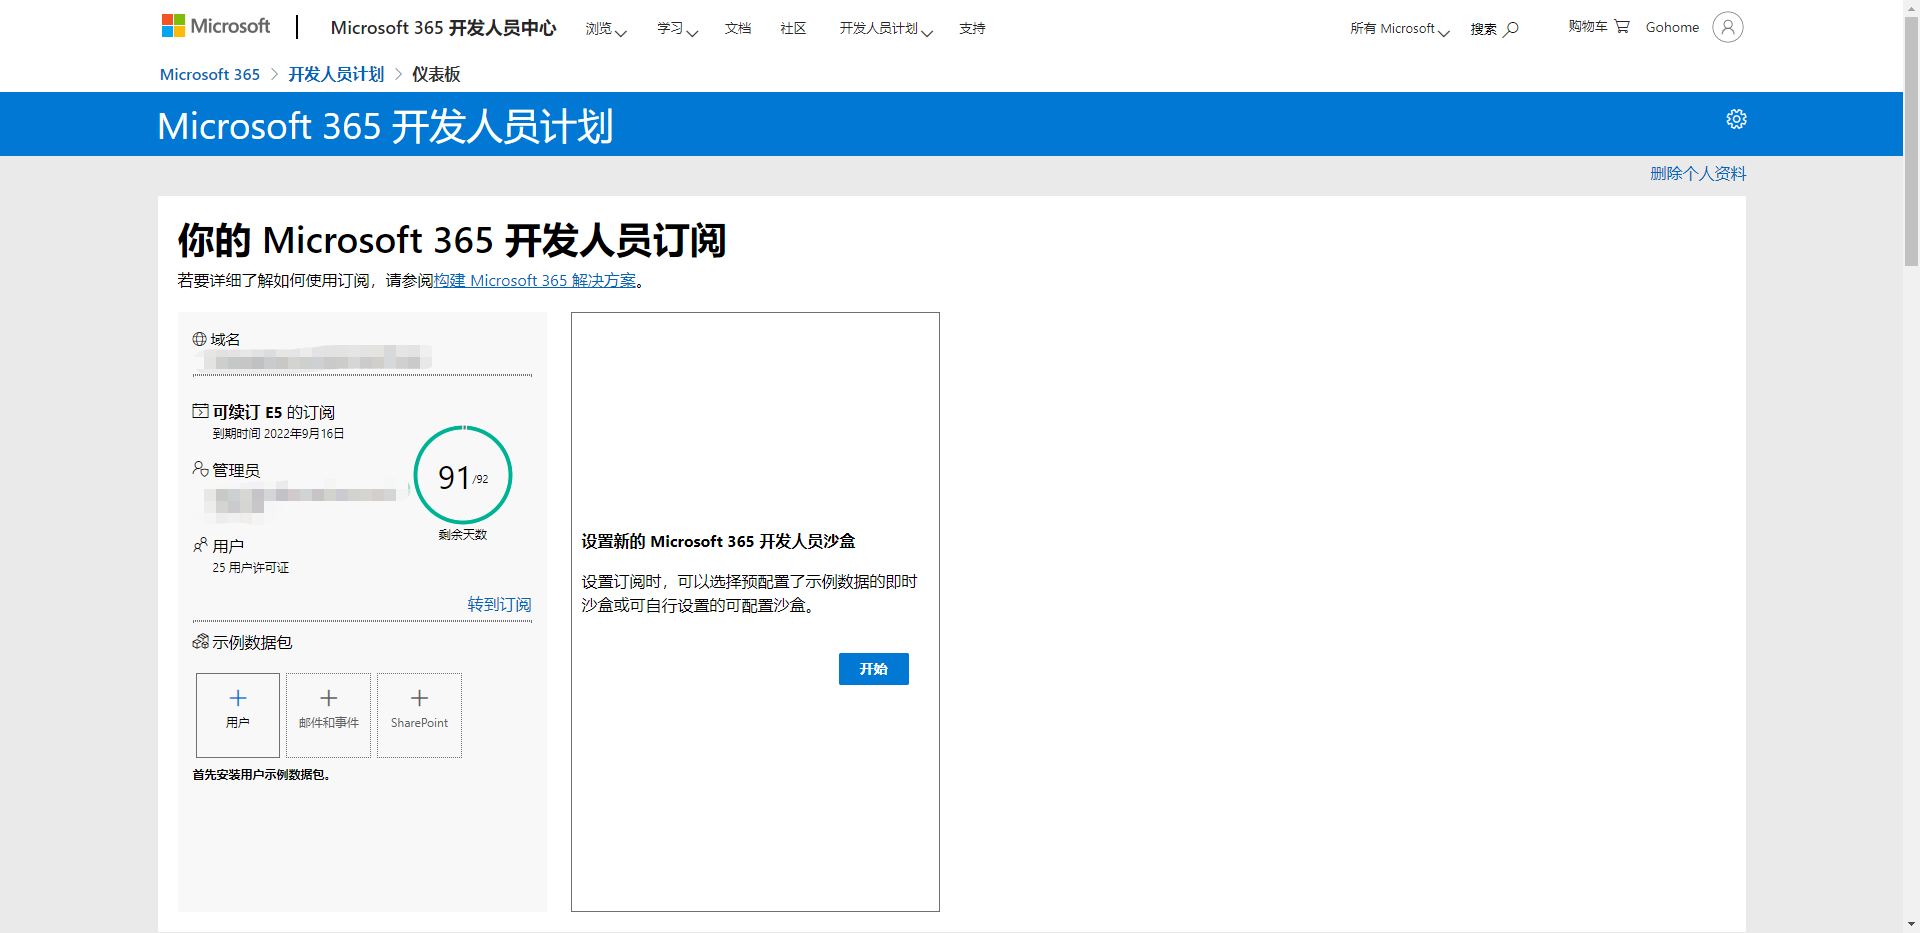 Microsoft
Microsoft 365 开发人员中心
浏览
学习
文档
社区
开发人员计划
支持
所有 Microsoft
搜索
购物车
Gohome
Microsoft 365 > 开发人员计划 > 仪表板
Microsoft 365 开发人员计划
删除个人资料
你的 Microsoft 365 开发人员订阅
若要详细了解如何使用订阅，请参阅构建 Microsoft 365 解决方案。
域名
可续订 E5 的订阅
到期时间 2022年9月16日
管理员
91/92
剩余天数
用户
25 用户许可证
转到订阅
示例数据包
用户
邮件和事件
SharePoint
首先安装用户示例数据包。
设置新的 Microsoft 365 开发人员沙盒
设置订阅时，可以选择预配置了示例数据的即时
沙盒或可自行设置的可配置沙盒。
开始